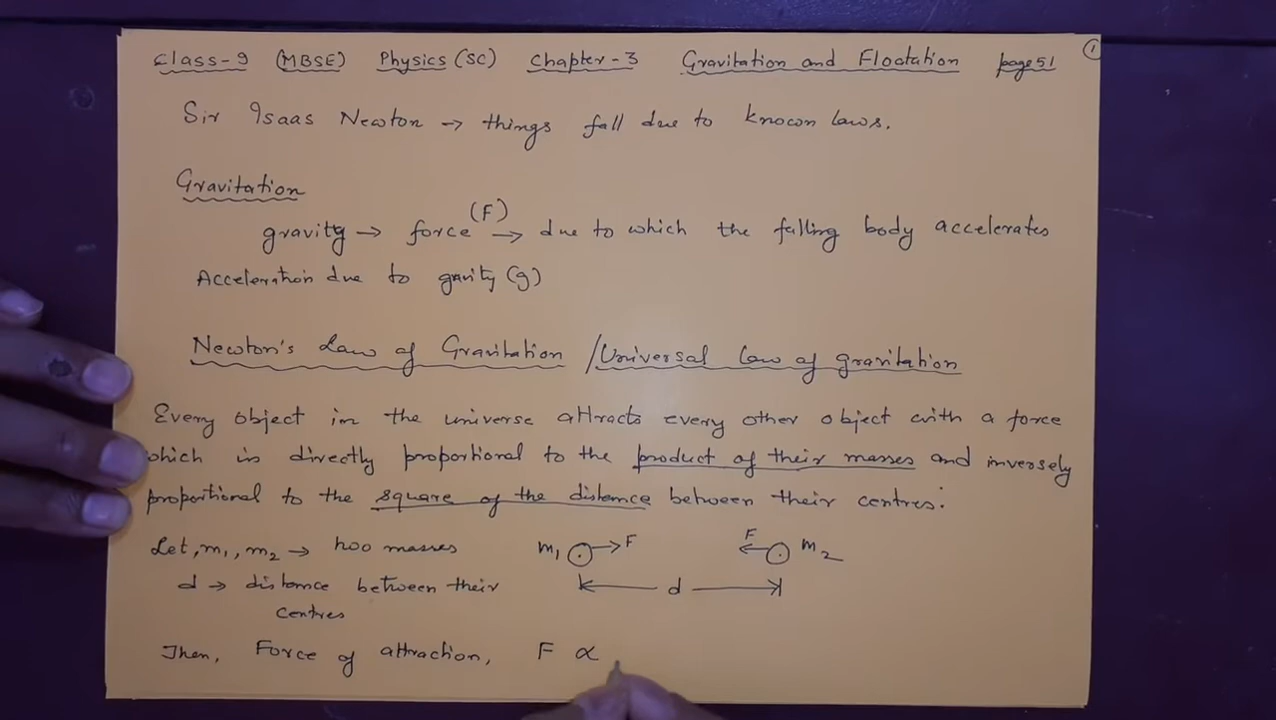 Class-9 (MBSE) Physics (SC) Chapter-3 Gravitation and Floatation page 51 1
Sir Isaas Newton → things fall due to known laws.
Gravitation
gravity → force (F) → due to which the falling body accelerates
Acceleration due to gravity (g)
Newton's Law of Gravitation / Universal law of gravitation
Every object in the universe attracts every other object with a force
which is directly proportional to the product of their masses and inversely
proportional to the square of the distance between their centres.
Let, m₁, m₂ → two masses m₁ → F F ← m₂
d → distance between their d
centres
Then, Force of attraction, F ∝